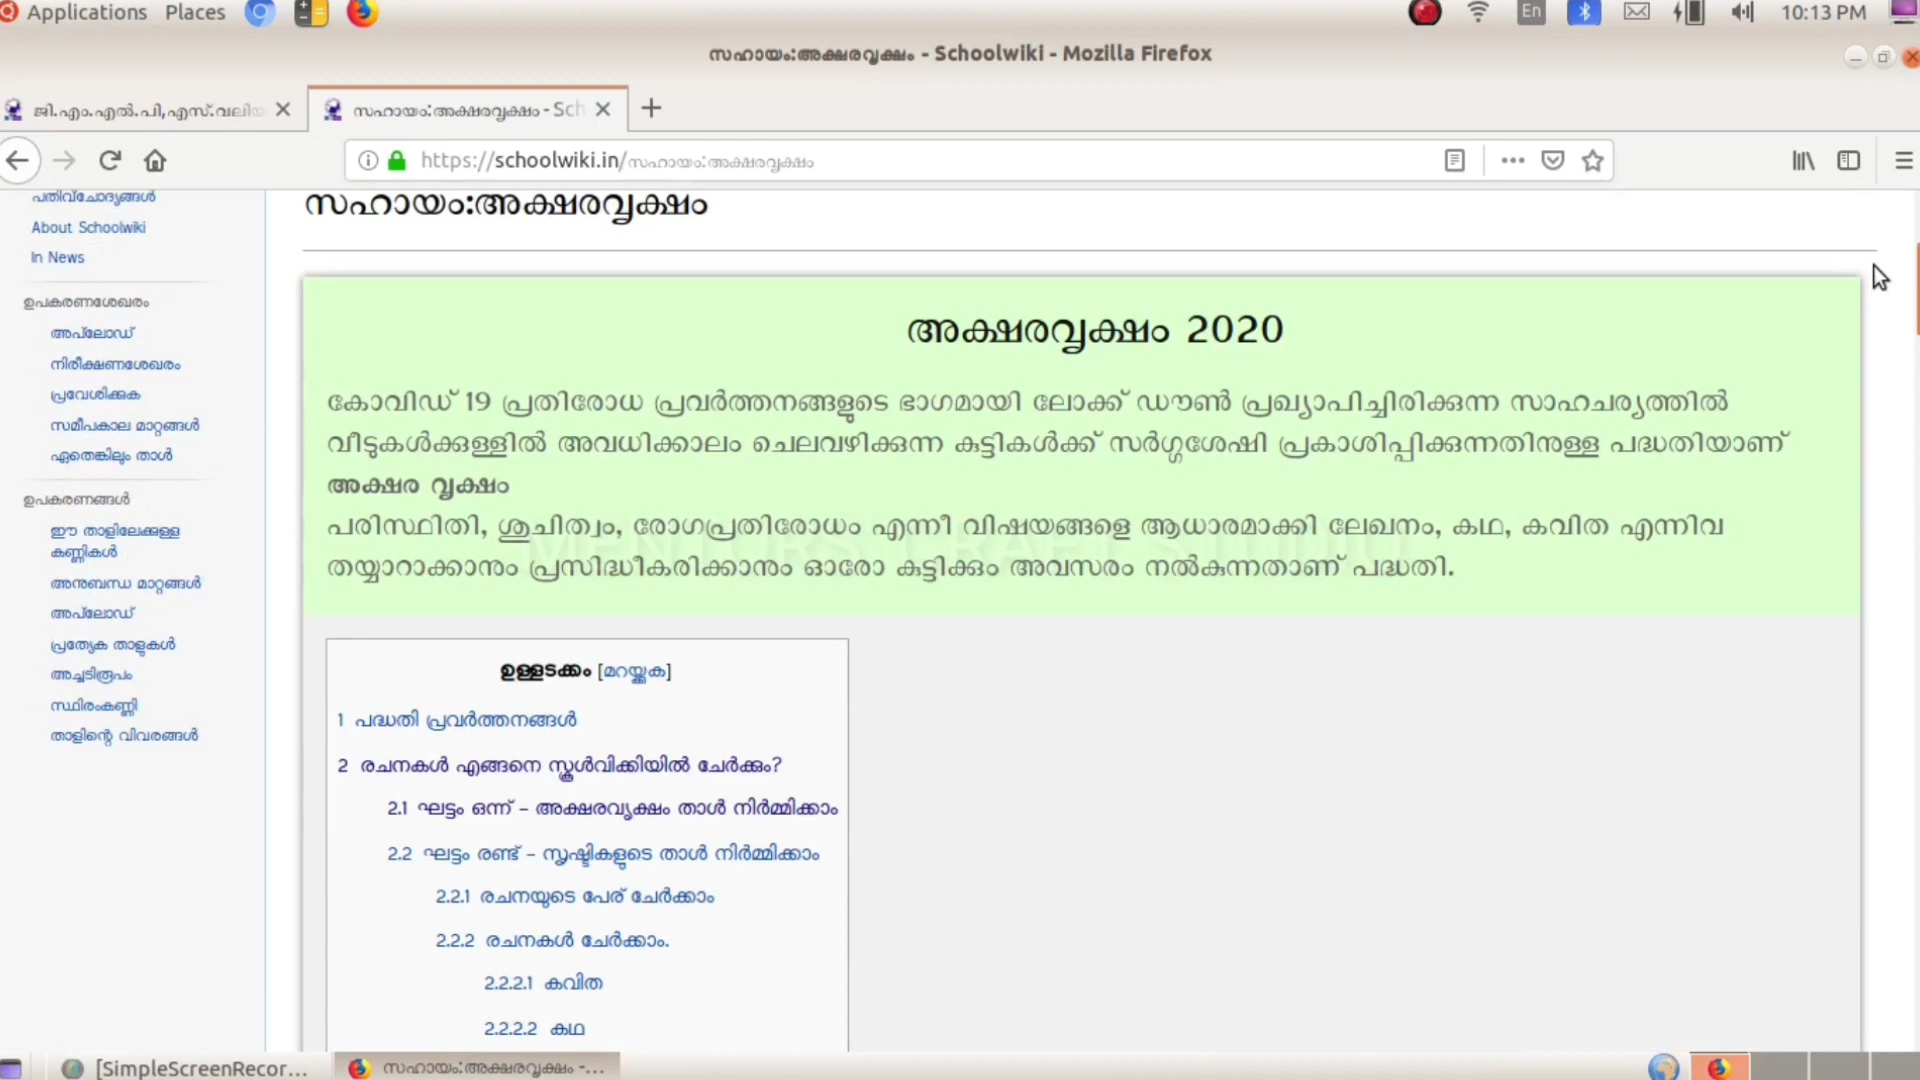 Applications Places
En
10:13 PM
സഹായം:അക്ഷരവൃക്ഷം - Schoolwiki - Mozilla Firefox
ജി.എം.എൽ.പി,എസ്.വലിയ
സഹായം:അക്ഷരവൃക്ഷം - Sch
https://schoolwiki.in/സഹായം:അക്ഷരവൃക്ഷം
പതിവ്ചോദ്യങ്ങൾ
About Schoolwiki
In News
ഉപകരണശേഖരം
അപ്‌ലോഡ്
നിരീക്ഷണശേഖരം
പ്രവേശിക്കുക
സമീപകാല മാറ്റങ്ങൾ
ഏതെങ്കിലും താൾ
ഉപകരണങ്ങൾ
ഈ താളിലേക്കുള്ള
കണ്ണികൾ
അനുബന്ധ മാറ്റങ്ങൾ
അപ്‌ലോഡ്
പ്രത്യേക താളുകൾ
അച്ചടിരൂപം
സ്ഥിരംകണ്ണി
താളിന്റെ വിവരങ്ങൾ
സഹായം:അക്ഷരവൃക്ഷം
അക്ഷരവൃക്ഷം 2020
കോവിഡ് 19 പ്രതിരോധ പ്രവർത്തനങ്ങളുടെ ഭാഗമായി ലോക്ക് ഡൗൺ പ്രഖ്യാപിച്ചിരിക്കുന്ന സാഹചര്യത്തിൽ
വീടുകൾക്കുള്ളിൽ അവധിക്കാലം ചെലവഴിക്കുന്ന കുട്ടികൾക്ക് സർഗ്ഗശേഷി പ്രകാശിപ്പിക്കുന്നതിനുള്ള പദ്ധതിയാണ്
അക്ഷര വൃക്ഷം
പരിസ്ഥിതി, ശുചിത്വം, രോഗപ്രതിരോധം എന്നീ വിഷയങ്ങളെ ആധാരമാക്കി ലേഖനം, കഥ, കവിത എന്നിവ
തയ്യാറാക്കാനും പ്രസിദ്ധീകരിക്കാനും ഓരോ കുട്ടിക്കും അവസരം നൽകുന്നതാണ് പദ്ധതി.
ഉള്ളടക്കം [മറയ്ക്കുക]
1 പദ്ധതി പ്രവർത്തനങ്ങൾ
2 രചനകൾ എങ്ങനെ സ്കൂൾവിക്കിയിൽ ചേർക്കും?
2.1 ഘട്ടം ഒന്ന് – അക്ഷരവൃക്ഷം താൾ നിർമ്മിക്കാം
2.2 ഘട്ടം രണ്ട് – സൃഷ്ടികളുടെ താൾ നിർമ്മിക്കാം
2.2.1 രചനയുടെ പേര് ചേർക്കാം
2.2.2 രചനകൾ ചേർക്കാം.
2.2.2.1 കവിത
2.2.2.2 കഥ
[SimpleScreenRecor...
സഹായം:അക്ഷരവൃക്ഷം -...